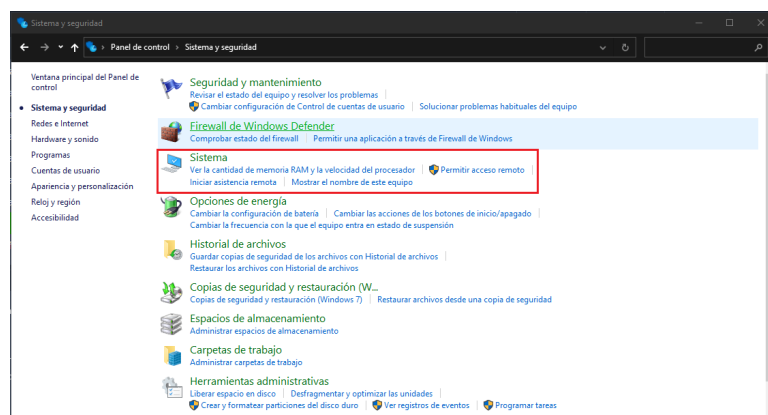 Sistema y seguridad
Panel de control > Sistema y seguridad
Ventana principal del Panel de
control
Sistema y seguridad
Redes e Internet
Hardware y sonido
Programas
Cuentas de usuario
Apariencia y personalización
Reloj y región
Accesibilidad
Seguridad y mantenimiento
Revisar el estado del equipo y resolver los problemas
Cambiar configuración de Control de cuentas de usuario Solucionar problemas habituales del equipo
Firewall de Windows Defender
Comprobar estado del firewall Permitir una aplicación a través de Firewall de Windows
Sistema
Ver la cantidad de memoria RAM y la velocidad del procesador Permitir acceso remoto
Iniciar asistencia remota Mostrar el nombre de este equipo
Opciones de energía
Cambiar la configuración de batería Cambiar las acciones de los botones de inicio/apagado
Cambiar la frecuencia con la que el equipo entra en estado de suspensión
Historial de archivos
Guardar copias de seguridad de los archivos con Historial de archivos
Restaurar los archivos con Historial de archivos
Copias de seguridad y restauración (W...
Copias de seguridad y restauración (Windows 7) Restaurar archivos desde una copia de seguridad
Espacios de almacenamiento
Administrar espacios de almacenamiento
Carpetas de trabajo
Administrar carpetas de trabajo
Herramientas administrativas
Liberar espacio en disco Desfragmentar y optimizar las unidades
Crear y formatear particiones del disco duro Ver registros de eventos Programar tareas